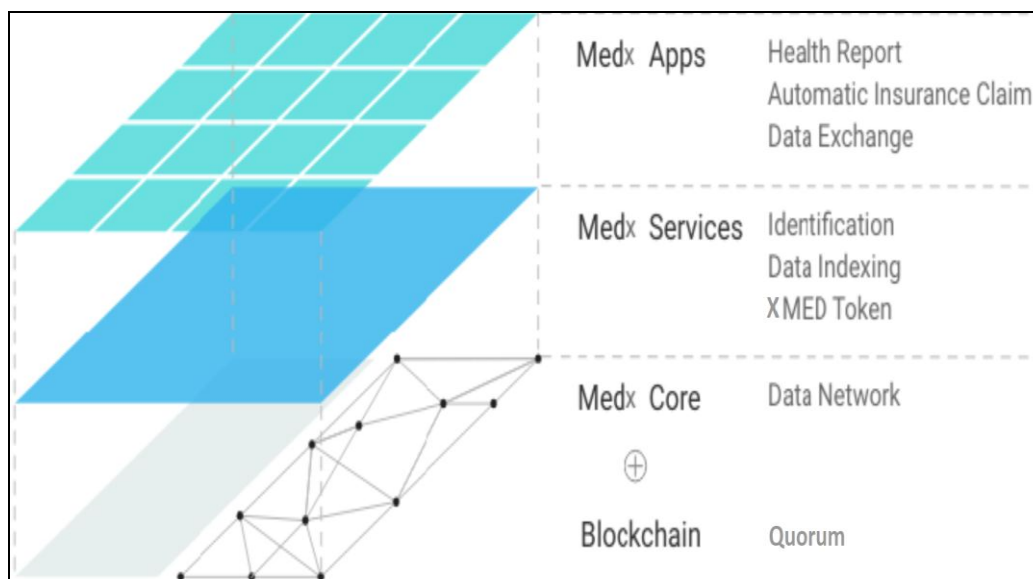 Medx Apps
Health Report
Automatic Insurance Claim
Data Exchange
Medx Services
Identification
Data Indexing
XMED Token
Medx Core
Data Network
Blockchain
Quorum